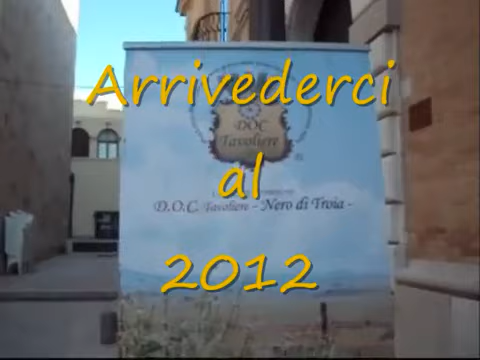 Arrivederci
DOC
Tavoliere
al
D.O.C. Tavoliere - Nero di Troia -
2012